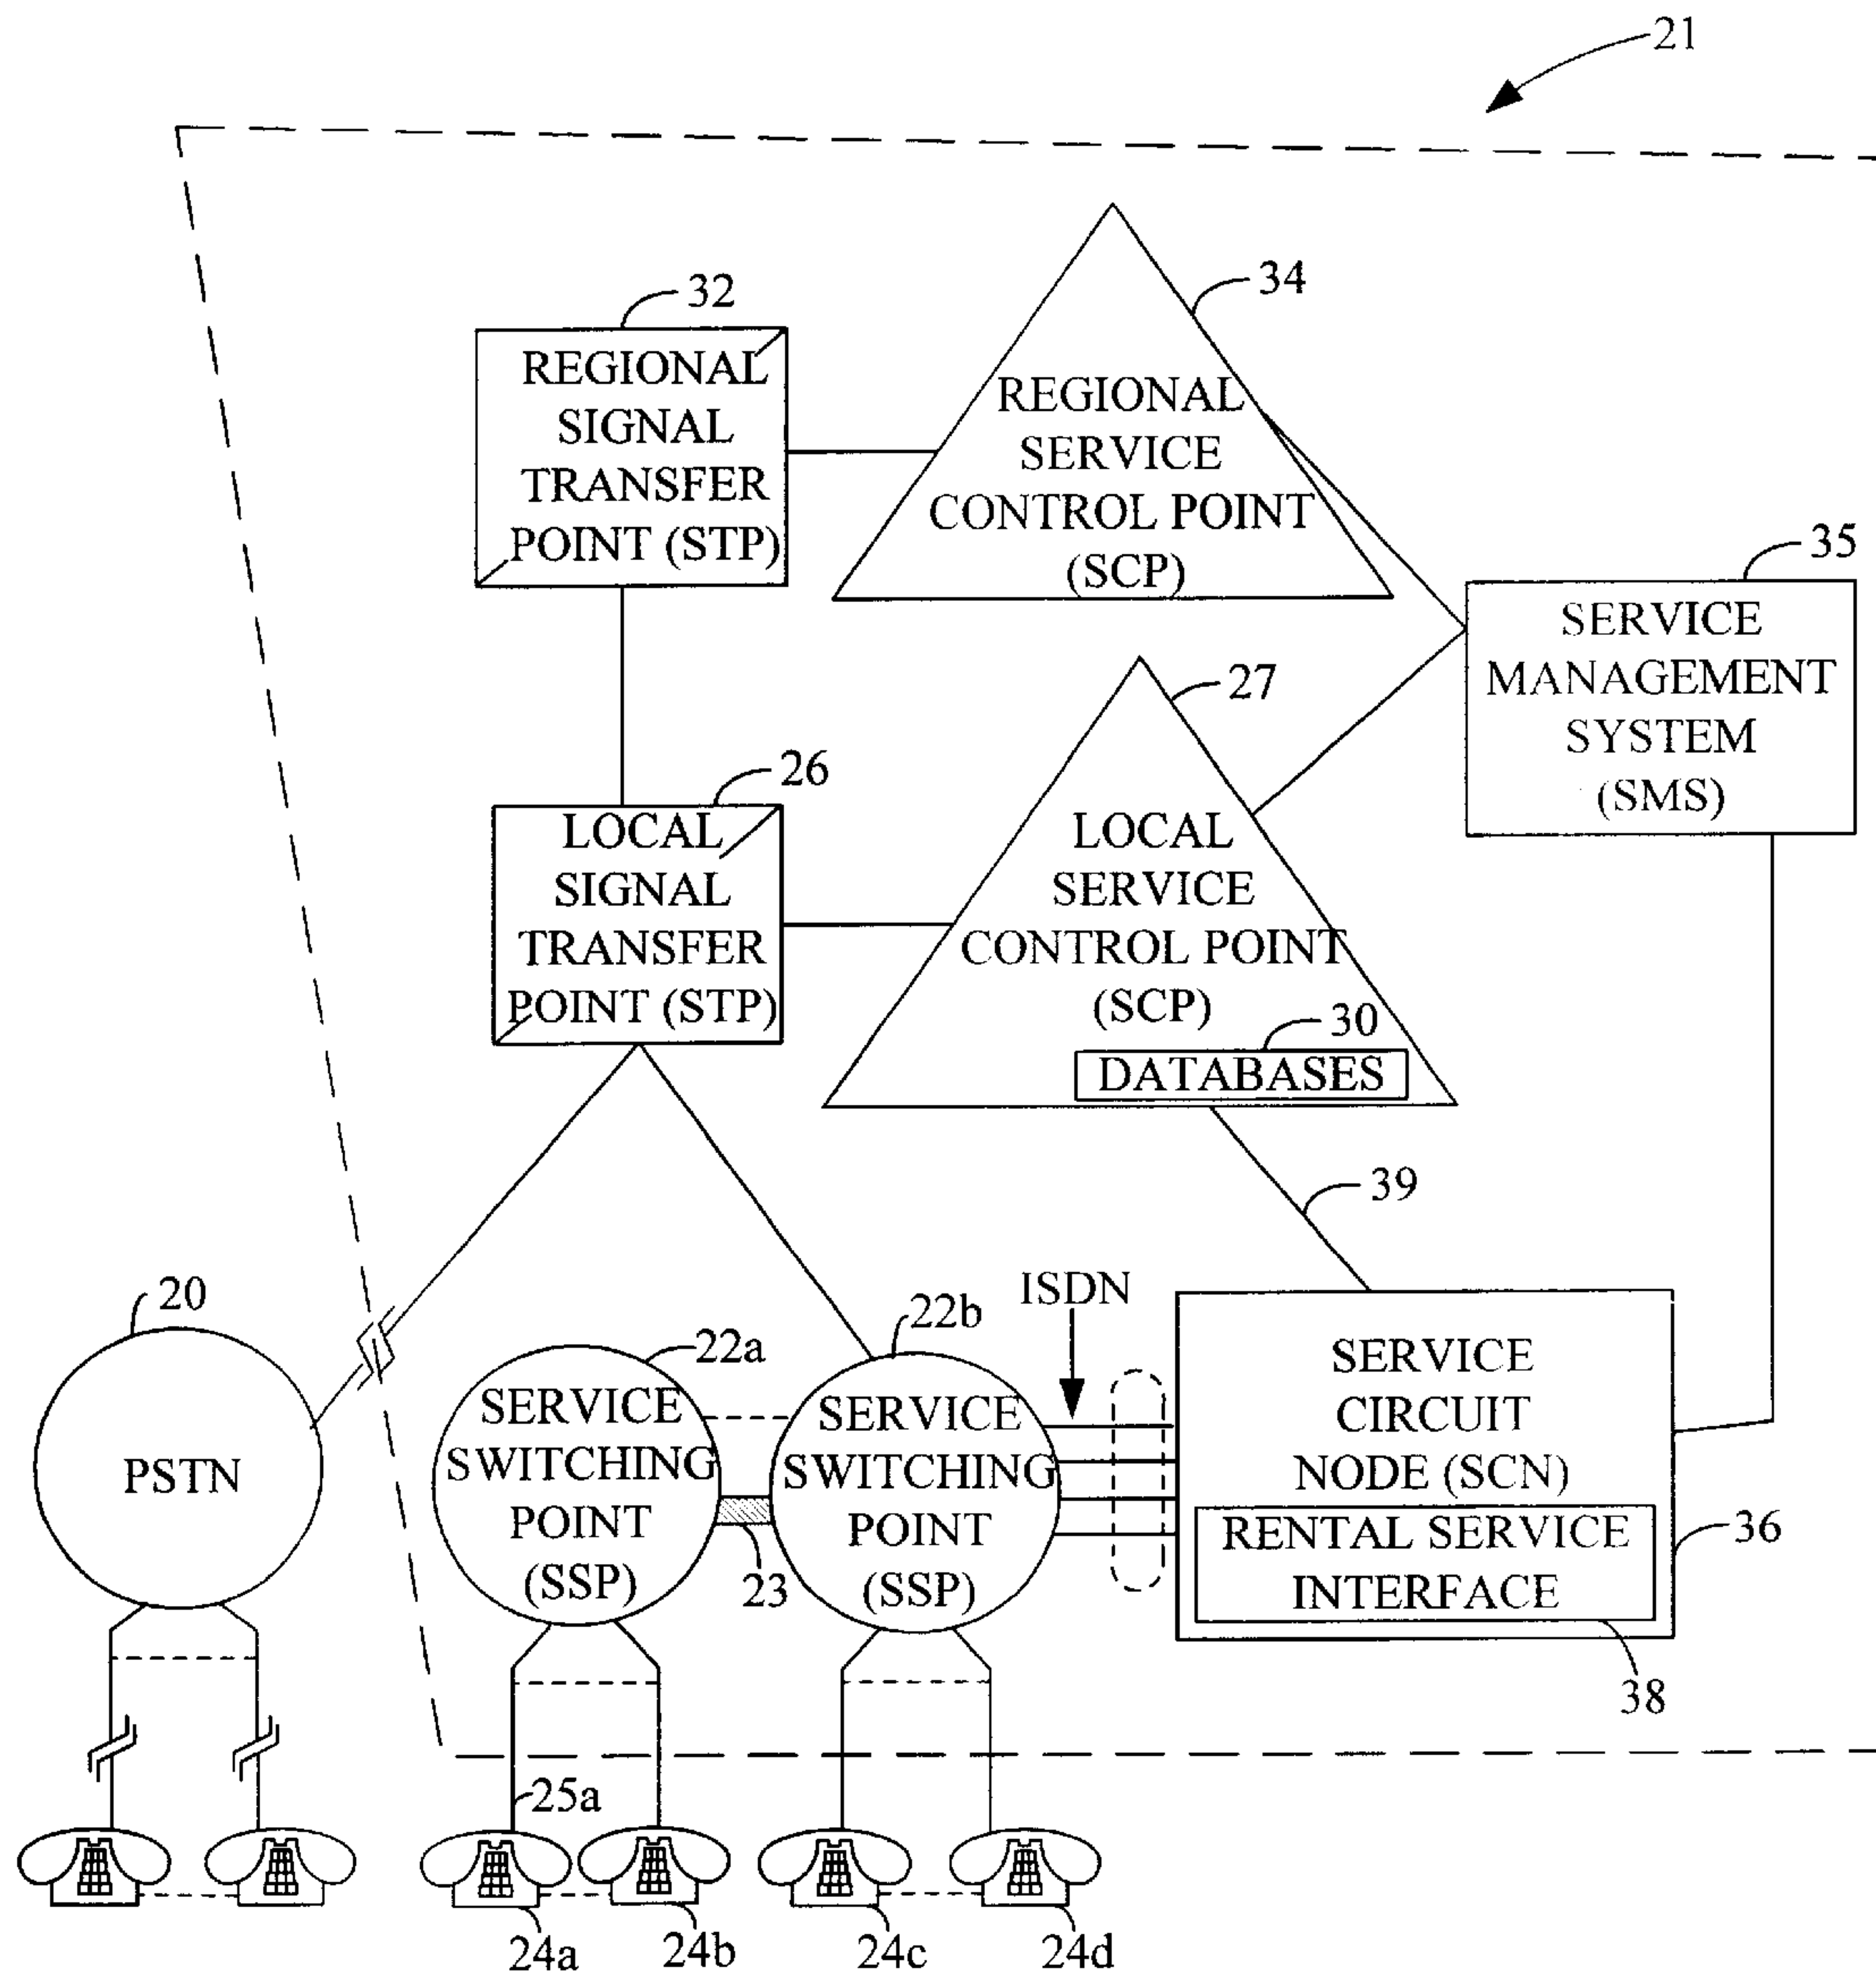 21
32
REGIONAL
SIGNAL
TRANSFER
POINT (STP)
34
REGIONAL
SERVICE
CONTROL POINT
(SCP)
35
SERVICE
MANAGEMENT
SYSTEM
(SMS)
26
LOCAL
SIGNAL
TRANSFER
POINT (STP)
27
LOCAL
SERVICE
CONTROL POINT
(SCP)
30
DATABASES
39
20
PSTN
22a
SERVICE
SWITCHING
POINT
(SSP)
23
22b
SERVICE
SWITCHING
POINT
(SSP)
ISDN
SERVICE
CIRCUIT
NODE (SCN)
RENTAL SERVICE
INTERFACE
36
38
25a
24a
24b
24c
24d